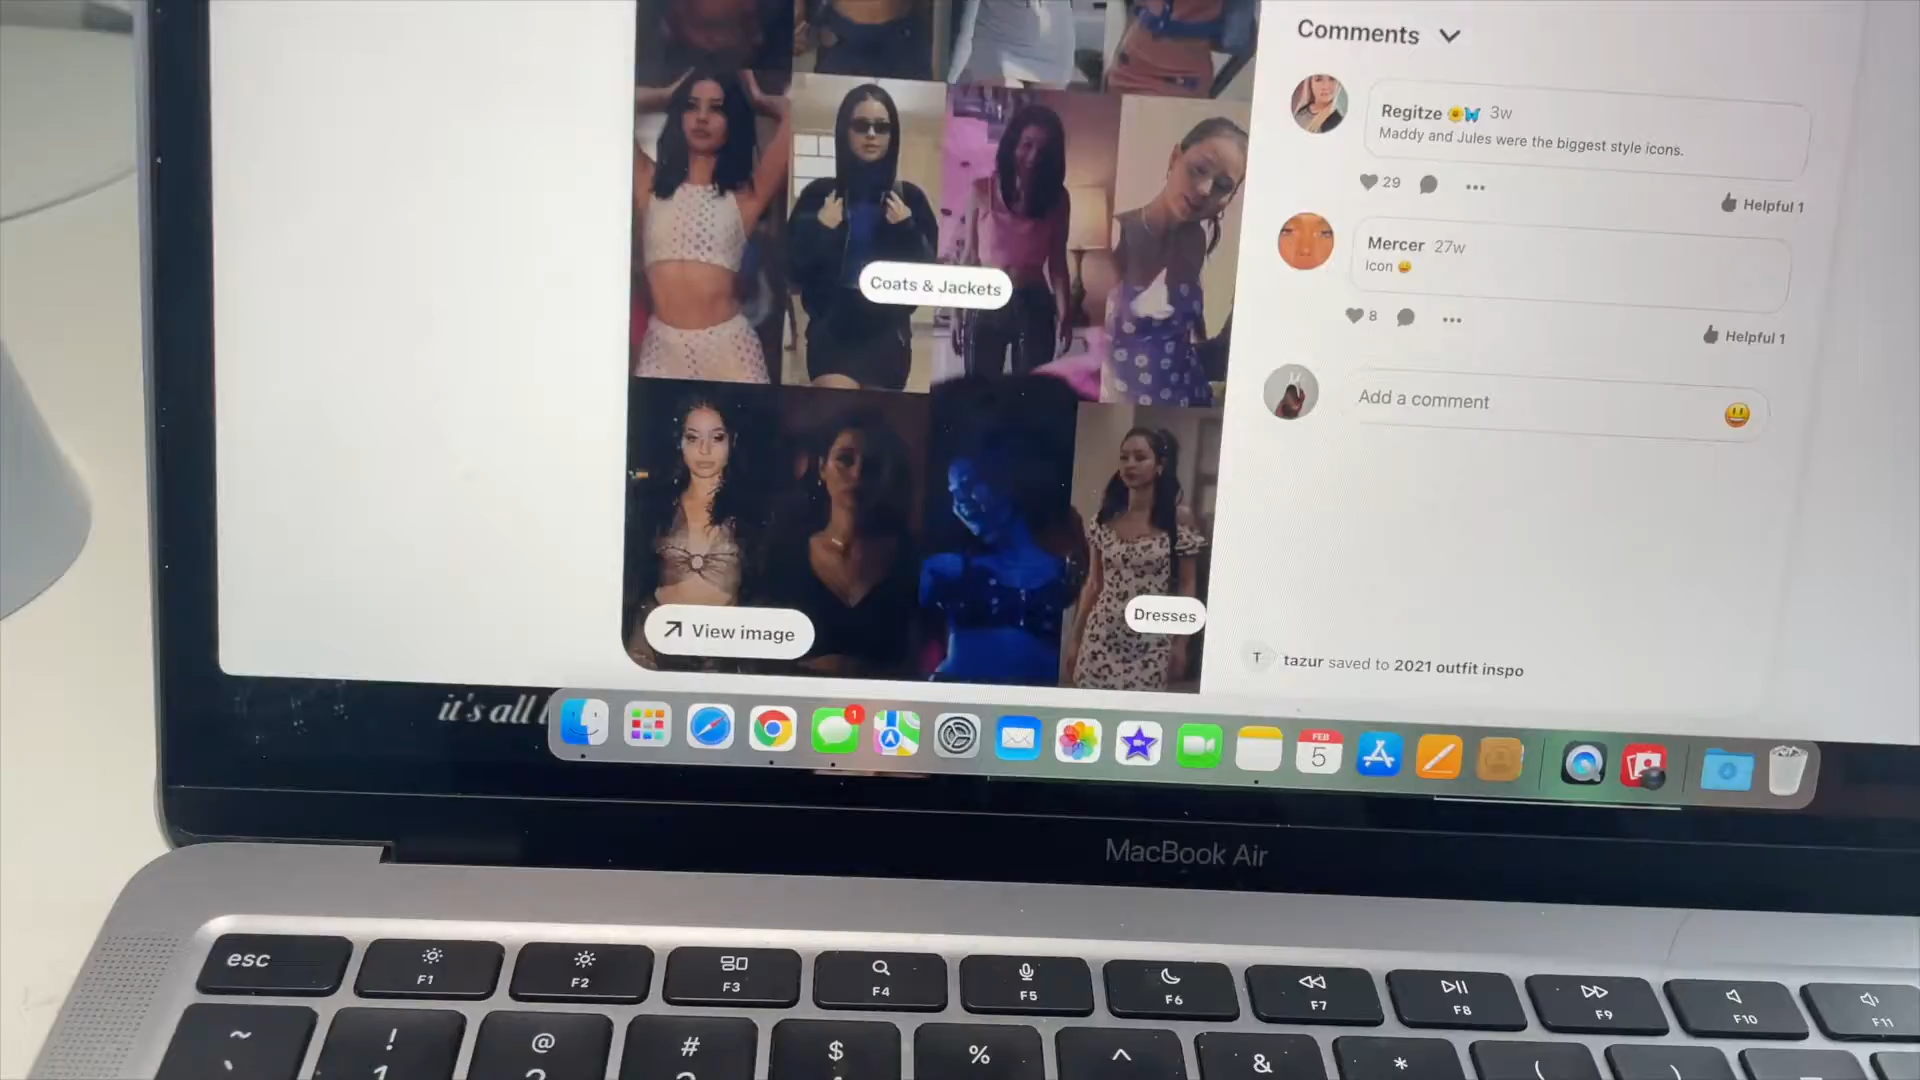 Comments
Regitze 🌼🦋 3w
Maddy and Jules were the biggest style icons.
29
Helpful 1
Mercer 27w
Icon 😀
8
Helpful 1
Add a comment
Coats & Jackets
View image
Dresses
T tazur saved to 2021 outfit inspo
it's all
1
FEB
5
MacBook Air
esc
F1
F2
F3
F4
F5
F6
F7
F8
F9
F10
F11
~ ! @ # $ % ^ & * ( )